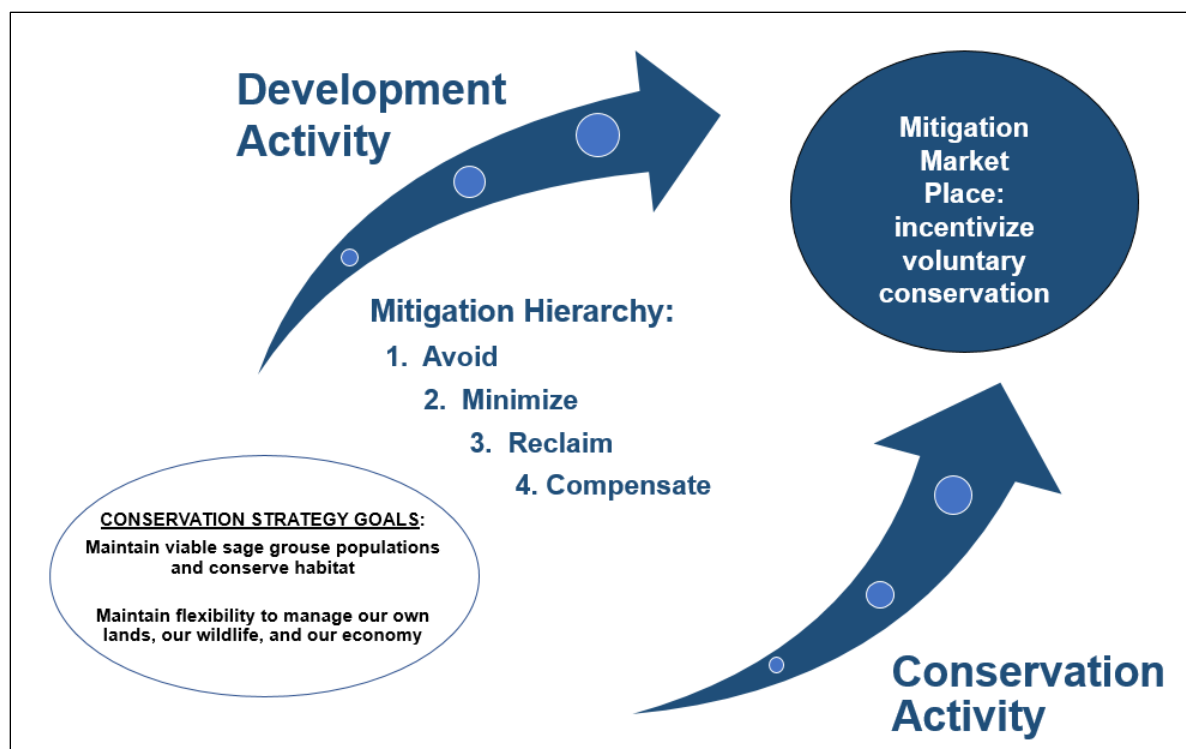 Development
Activity
Mitigation
Market
Place:
incentivize
voluntary
conservation
Mitigation Hierarchy:
1. Avoid
2. Minimize
3. Reclaim
4. Compensate
CONSERVATION STRATEGY GOALS:
Maintain viable sage grouse populations
and conserve habitat
Maintain flexibility to manage our own
lands, our wildlife, and our economy
Conservation
Activity